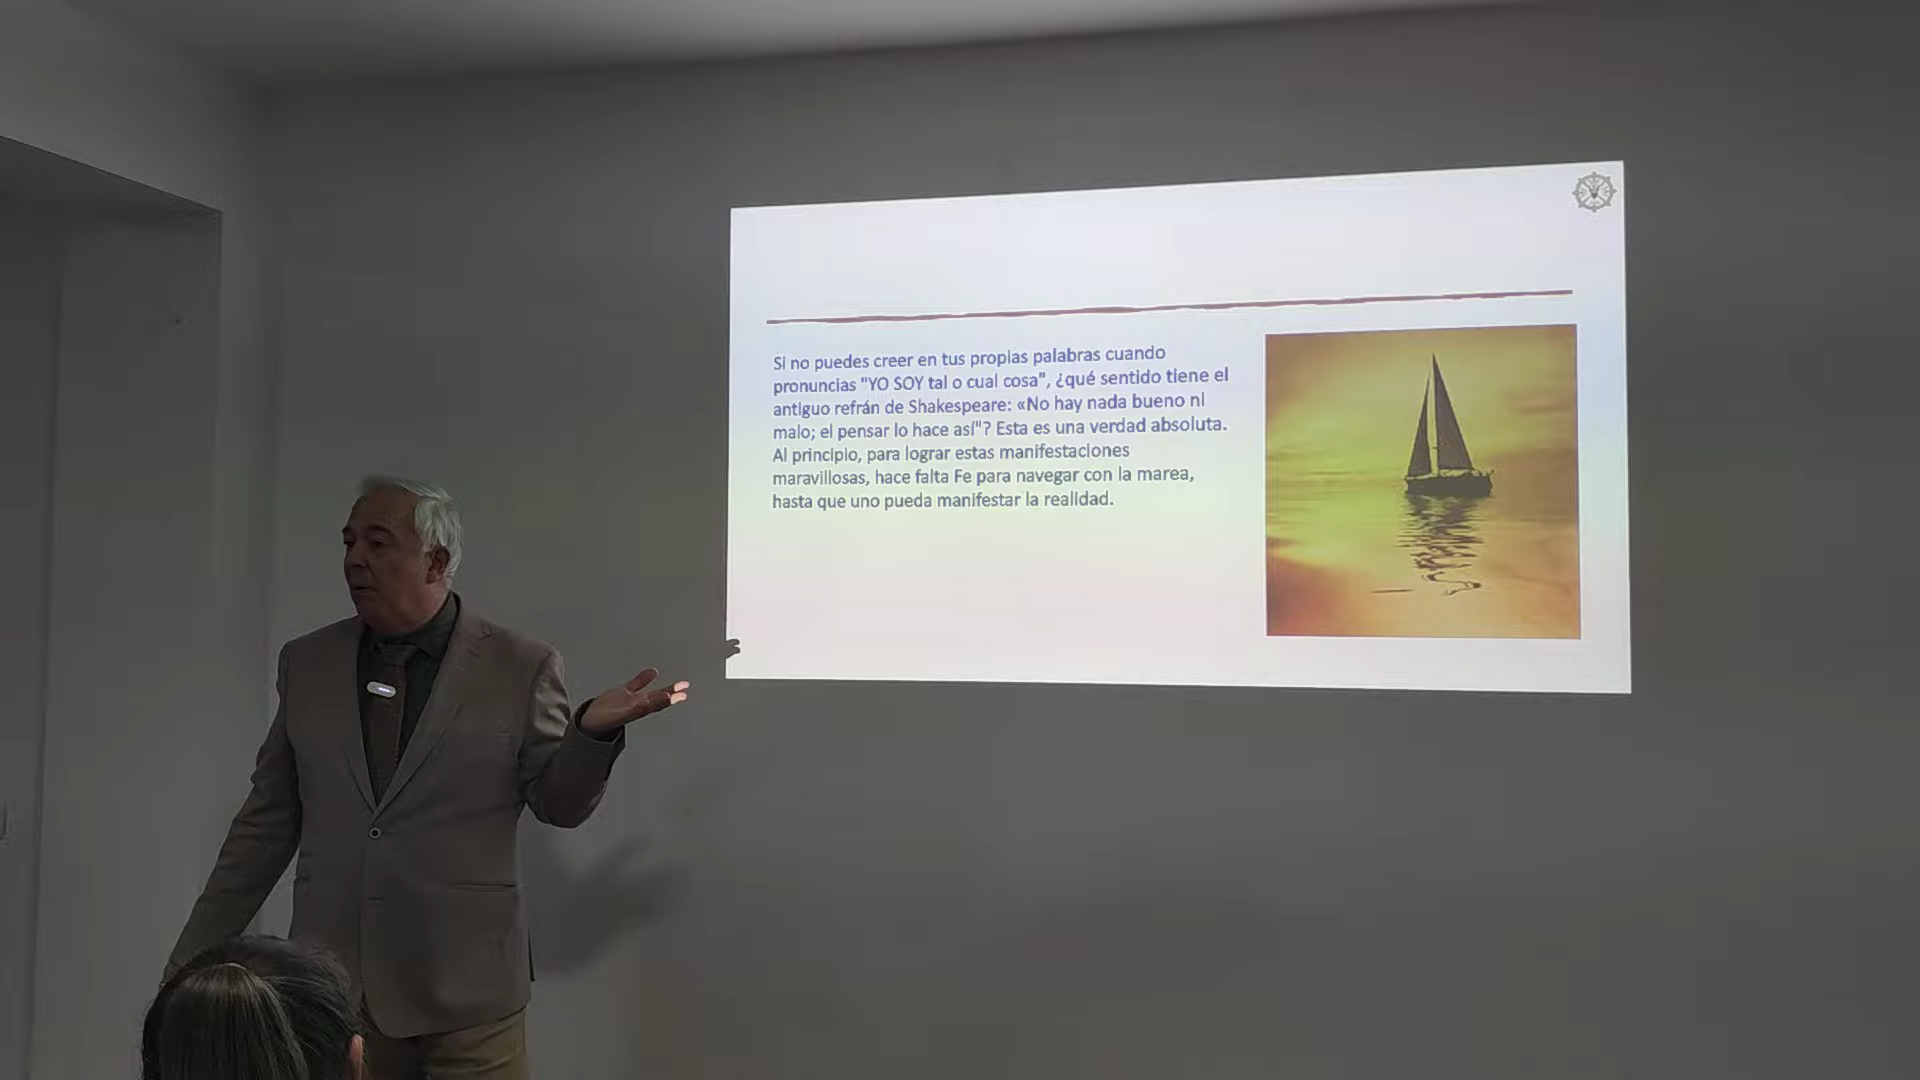 Si no puedes creer en tus propias palabras cuando
pronuncias "YO SOY tal o cual cosa", ¿qué sentido tiene el
antiguo refrán de Shakespeare: «No hay nada bueno ni
malo; el pensar lo hace así"? Esta es una verdad absoluta.
Al principio, para lograr estas manifestaciones
maravillosas, hace falta Fe para navegar con la marea,
hasta que uno pueda manifestar la realidad.